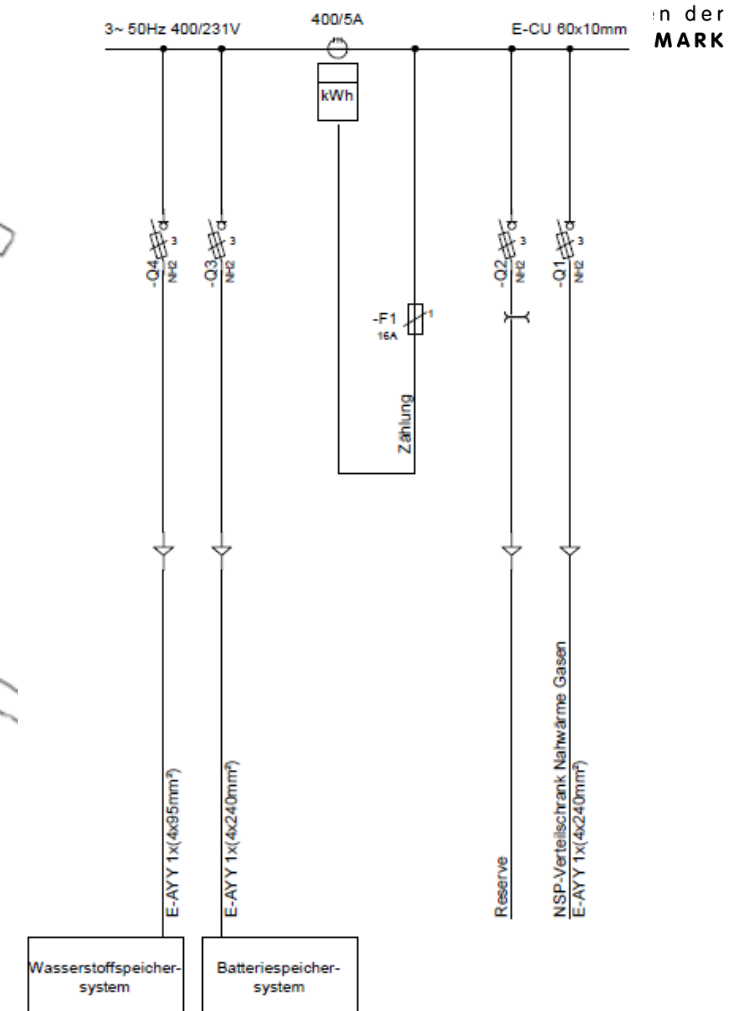 n der
MARK
400/5A
3~ 50Hz 400/231V
E-CU 60x10mm
kWh
-Q4
3
NH2
-Q3
3
NH2
-Q2
3
NH2
-Q1
3
NH2
-F1
16A
1
Zählung
E-AYY 1x(4x95mm²)
E-AYY 1x(4x240mm²)
Reserve
NSP-Verteilschrank Nahwärme Gasen
E-AYY 1x(4x240mm²)
Wasserstoffspeicher-
system
Batteriespeicher-
system